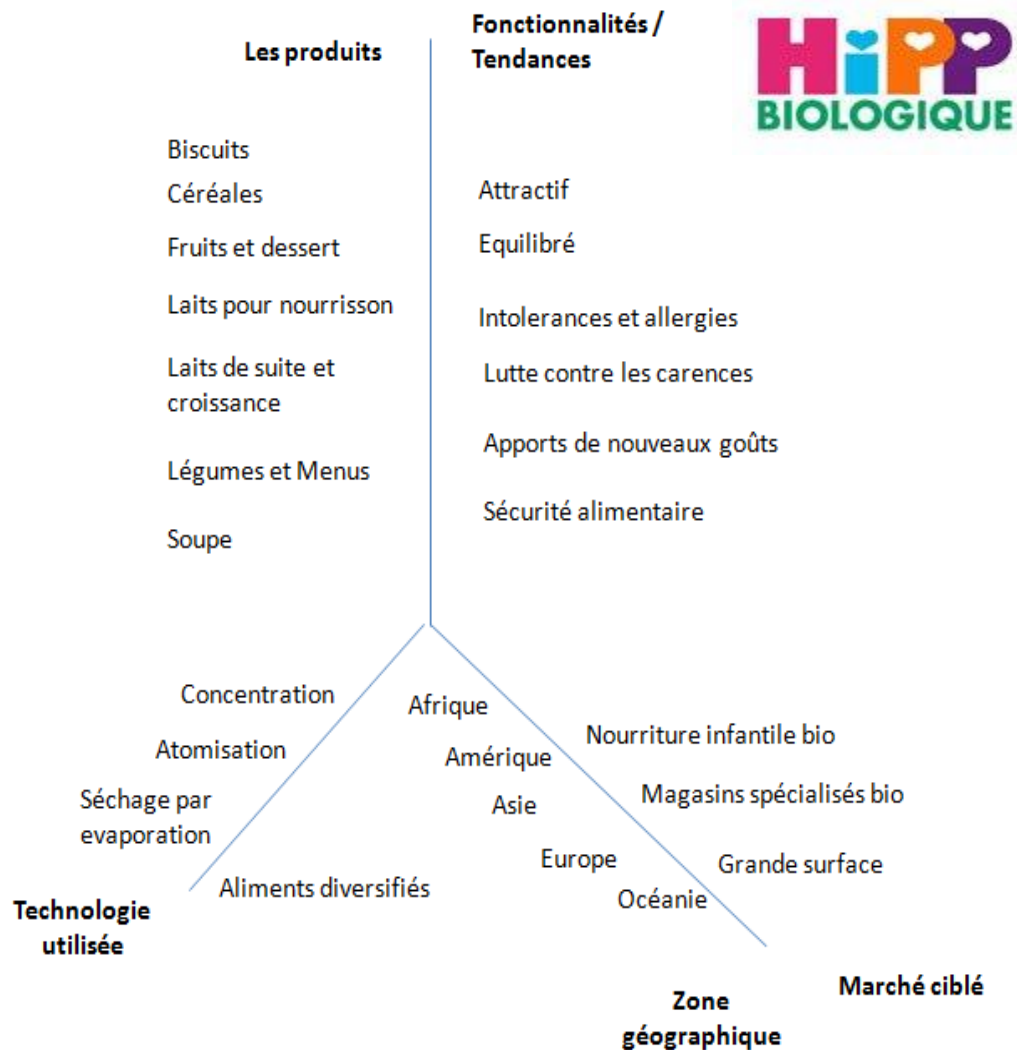 Les produits
Fonctionnalités /
Tendances
HiPP
BIOLOGIQUE
Biscuits
Céréales
Fruits et dessert
Laits pour nourrisson
Laits de suite et
croissance
Légumes et Menus
Soupe
Attractif
Equilibré
Intolerances et allergies
Lutte contre les carences
Apports de nouveaux goûts
Sécurité alimentaire
Concentration
Atomisation
Séchage par
evaporation
Aliments diversifiés
Technologie
utilisée
Afrique
Amérique
Asie
Europe
Océanie
Zone
géographique
Nourriture infantile bio
Magasins spécialisés bio
Grande surface
Marché ciblé